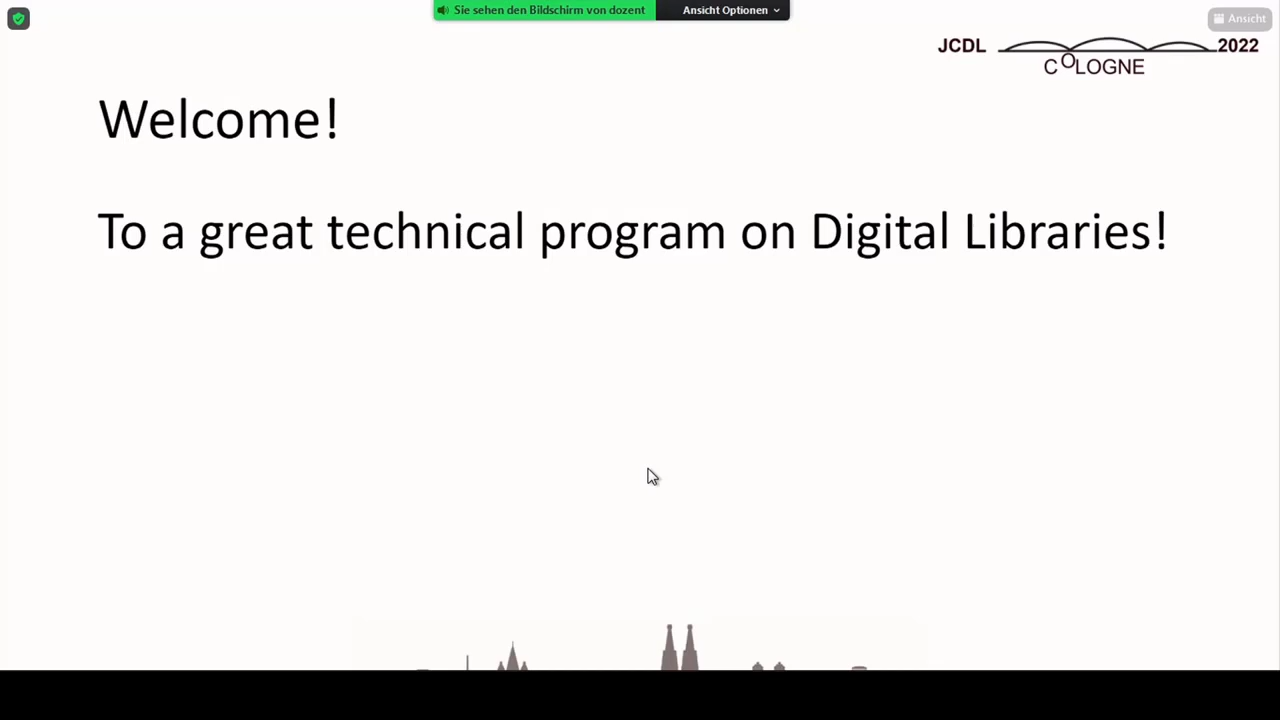 Sie sehen den Bildschirm von dozent
Ansicht Optionen
Ansicht
JCDL 2022
COLOGNE
Welcome!
To a great technical program on Digital Libraries!